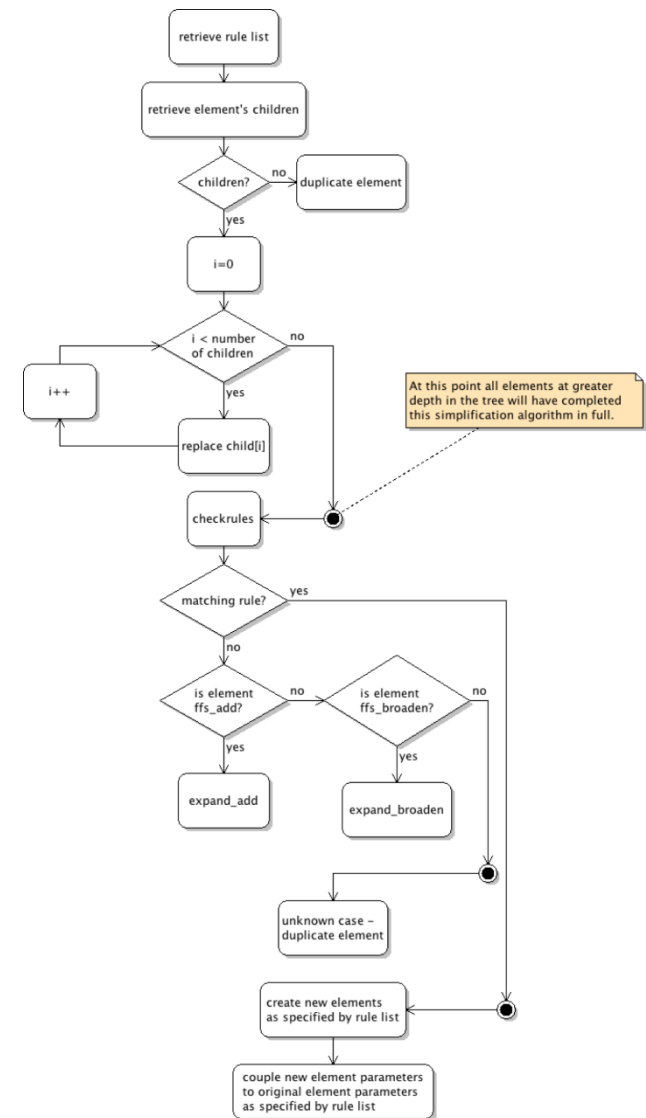 retrieve rule list
retrieve element's children
children?
no
duplicate element
yes
i=0
i < number
of children
no
yes
i++
replace child[i]
At this point all elements at greater
depth in the tree will have completed
this simplification algorithm in full.
checkrules
matching rule?
yes
no
is element
ffs_add?
no
is element
ffs_broaden?
no
yes
yes
expand_add
expand_broaden
unknown case -
duplicate element
create new elements
as specified by rule list
couple new element parameters
to original element parameters
as specified by rule list